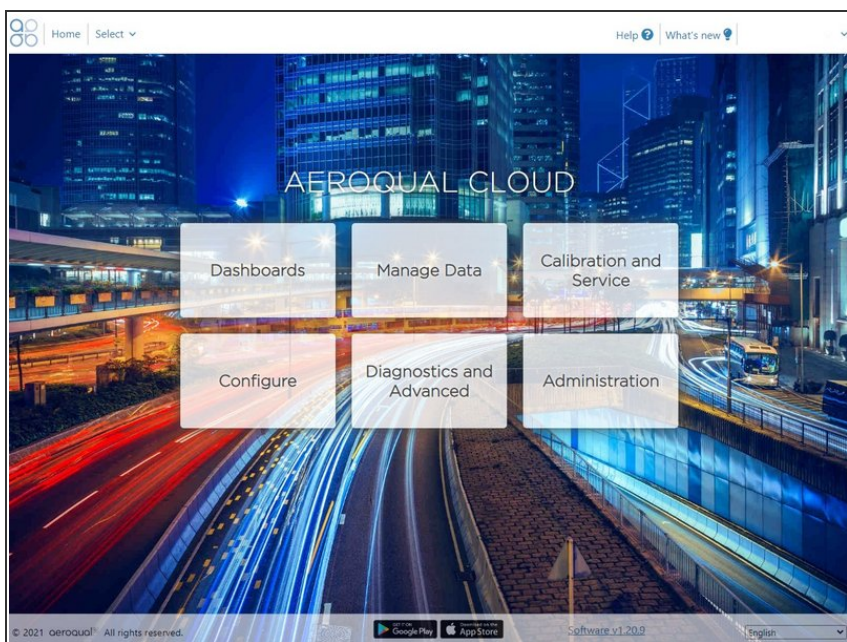 Home Select
Help ? What's new
AEROQUAL CLOUD
Dashboards
Manage Data
Calibration and
Service
Configure
Diagnostics and
Advanced
Administration
© 2021 aeroqual® All rights reserved.
GET IT ON
Google Play
Download on the
App Store
Software v1.20.9
English